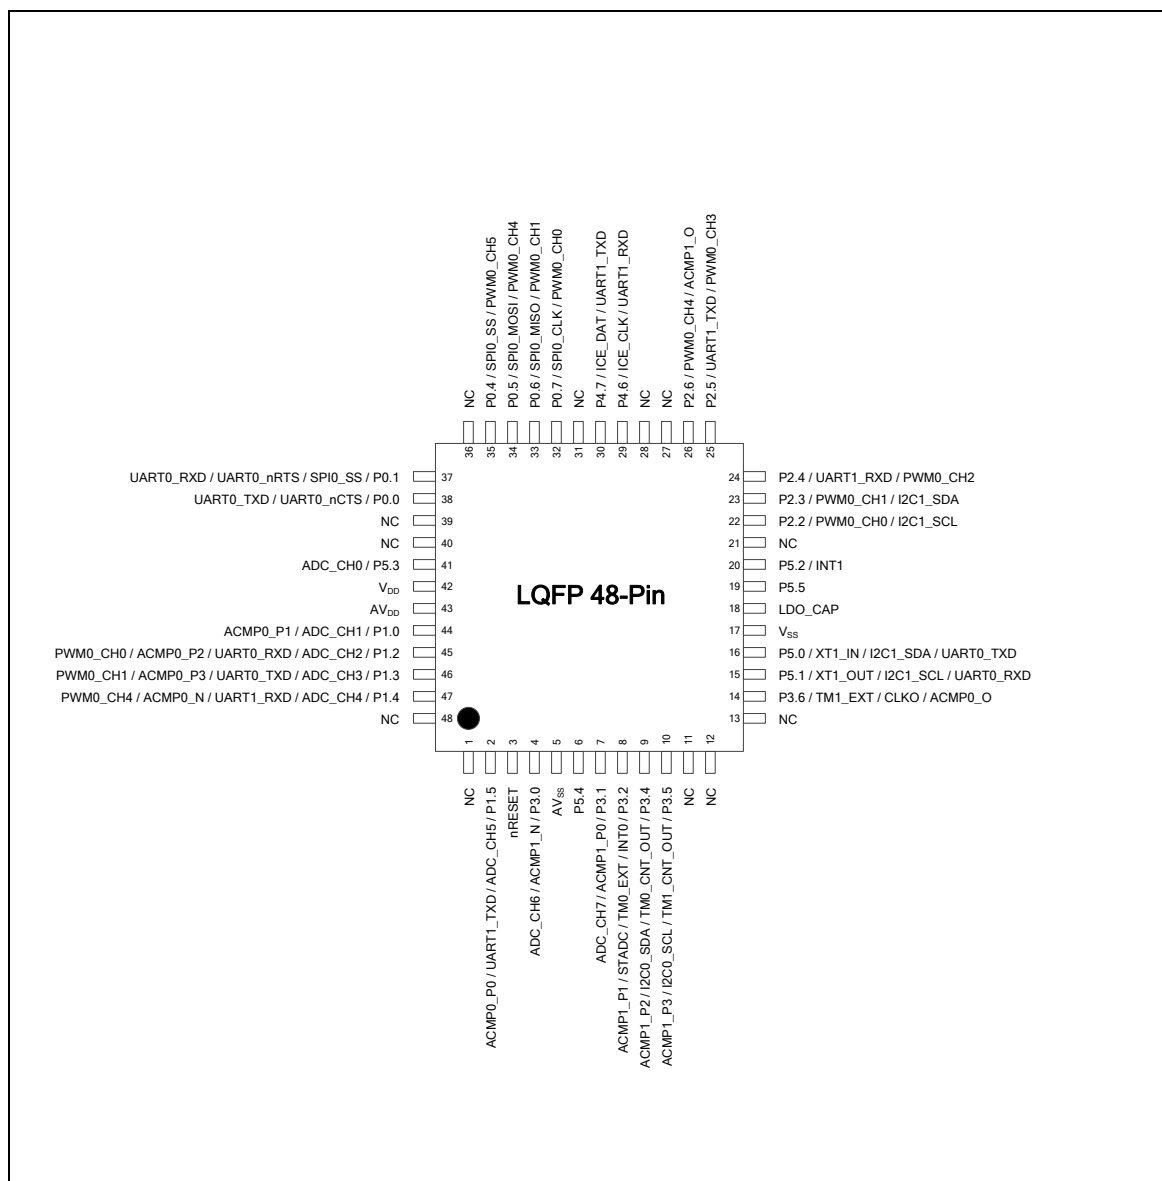 NC
P0.4 / SPI0_SS / PWM0_CH5
P0.5 / SPI0_MOSI / PWM0_CH4
P0.6 / SPI0_MISO / PWM0_CH1
P0.7 / SPI0_CLK / PWM0_CH0
NC
P4.7 / ICE_DAT / UART1_TXD
P4.6 / ICE_CLK / UART1_RXD
NC
NC
P2.6 / PWM0_CH4 / ACMP1_O
P2.5 / UART1_TXD / PWM0_CH3
36
35
34
33
32
31
30
29
28
27
26
25
UART0_RXD / UART0_nRTS / SPI0_SS / P0.1
37
UART0_TXD / UART0_nCTS / P0.0
38
NC
39
NC
40
ADC_CH0 / P5.3
41
VDD
42
AVDD
43
ACMP0_P1 / ADC_CH1 / P1.0
44
PWM0_CH0 / ACMP0_P2 / UART0_RXD / ADC_CH2 / P1.2
45
PWM0_CH1 / ACMP0_P3 / UART0_TXD / ADC_CH3 / P1.3
46
PWM0_CH4 / ACMP0_N / UART1_RXD / ADC_CH4 / P1.4
47
NC
48
LQFP 48-Pin
24
P2.4 / UART1_RXD / PWM0_CH2
23
P2.3 / PWM0_CH1 / I2C1_SDA
22
P2.2 / PWM0_CH0 / I2C1_SCL
21
NC
20
P5.2 / INT1
19
P5.5
18
LDO_CAP
17
VSS
16
P5.0 / XT1_IN / I2C1_SDA / UART0_TXD
15
P5.1 / XT1_OUT / I2C1_SCL / UART0_RXD
14
P3.6 / TM1_EXT / CLKO / ACMP0_O
13
NC
1
2
3
4
5
6
7
8
9
10
11
12
NC
ACMP0_P0 / UART1_TXD / ADC_CH5 / P1.5
nRESET
ADC_CH6 / ACMP1_N / P3.0
AVSS
P5.4
ADC_CH7 / ACMP1_P0 / P3.1
ACMP1_P1 / STADC / TM0_EXT / INT0 / P3.2
ACMP1_P2 / I2C0_SDA / TM0_CNT_OUT / P3.4
ACMP1_P3 / I2C0_SCL / TM1_CNT_OUT / P3.5
NC
NC